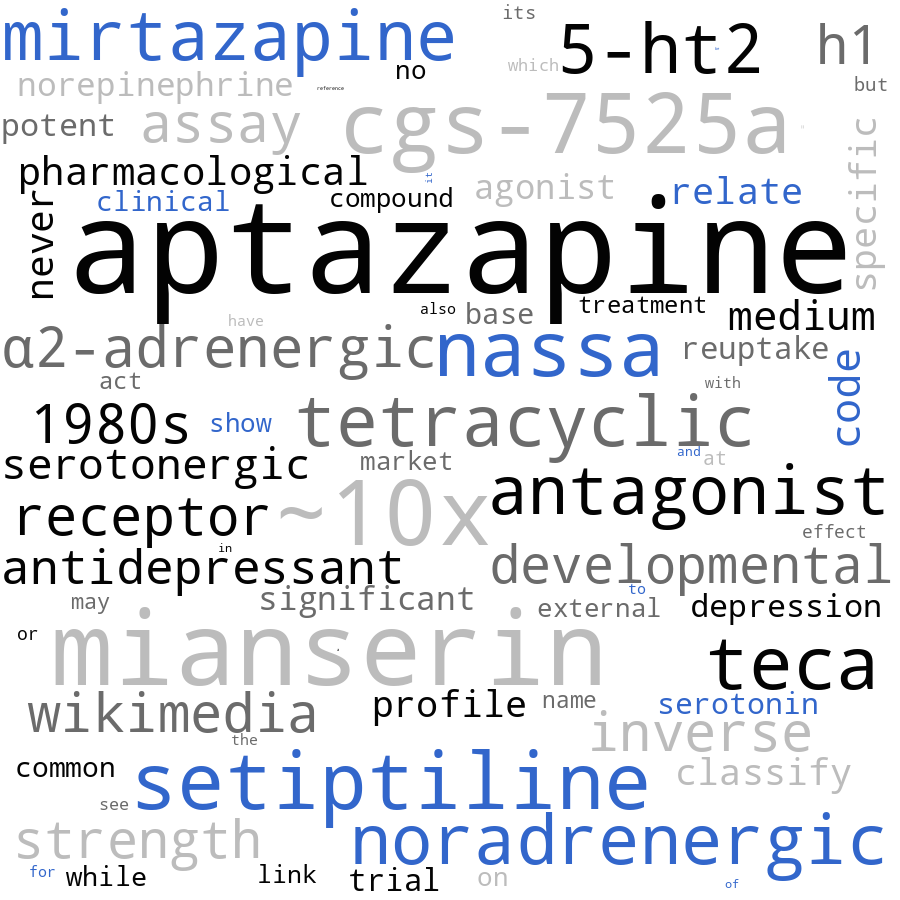 its
mirtazapine
5-ht2
h1
which
no
norepinephrine
reference
but
potent
assay
cgs-7525a
specific
pharmacological
it
agonist
relate
clinical
compound
never
aptazapine
also
base
treatment
medium
have
α2-adrenergic
nassa
reuptake
code
act
with
1980s
show
tetracyclic
and
at
serotonergic
market
~10x
antagonist
receptor
effect
in
antidepressant
developmental
to
may
significant
external
depression
or
mianserin
.
teca
wikimedia
profile
name
serotonin
inverse
the
common
setiptiline
classify
see
strength
noradrenergic
for
while
link
trial
on
of